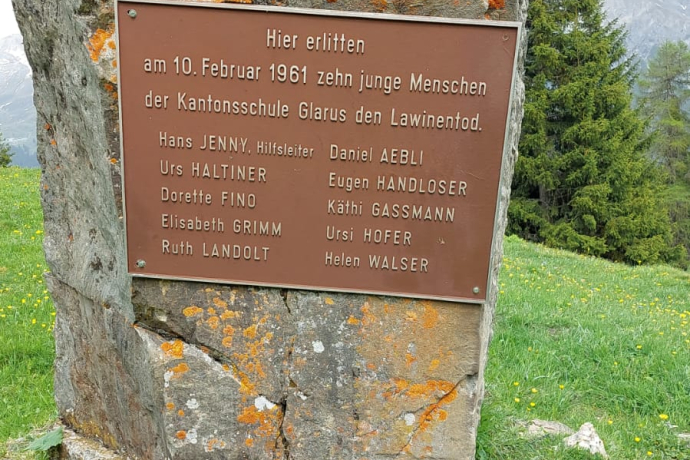 Hier erlitten
am 10. Februar 1961 zehn junge Menschen
der Kantonsschule Glarus den Lawinentod.
Hans JENNY, Hilfsleiter
Urs HALTINER
Dorette FINO
Elisabeth GRIMM
Ruth LANDOLT
Daniel AEBLI
Eugen HANDLOSER
Käthi GASSMANN
Ursi HOFER
Helen WALSER